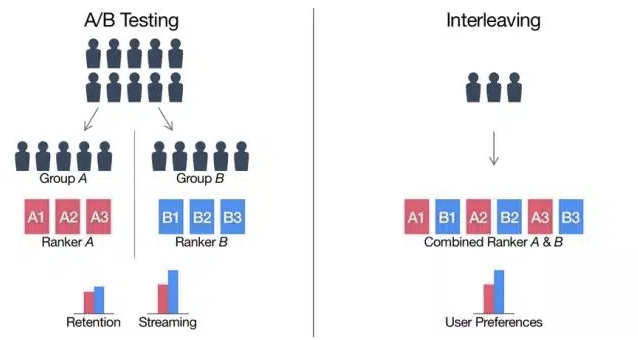 A/B Testing
Group A
Group B
A1 A2 A3
B1 B2 B3
Ranker A
Ranker B
Retention
Streaming
Interleaving
A1 B1 A2 B2 A3 B3
Combined Ranker A & B
User Preferences